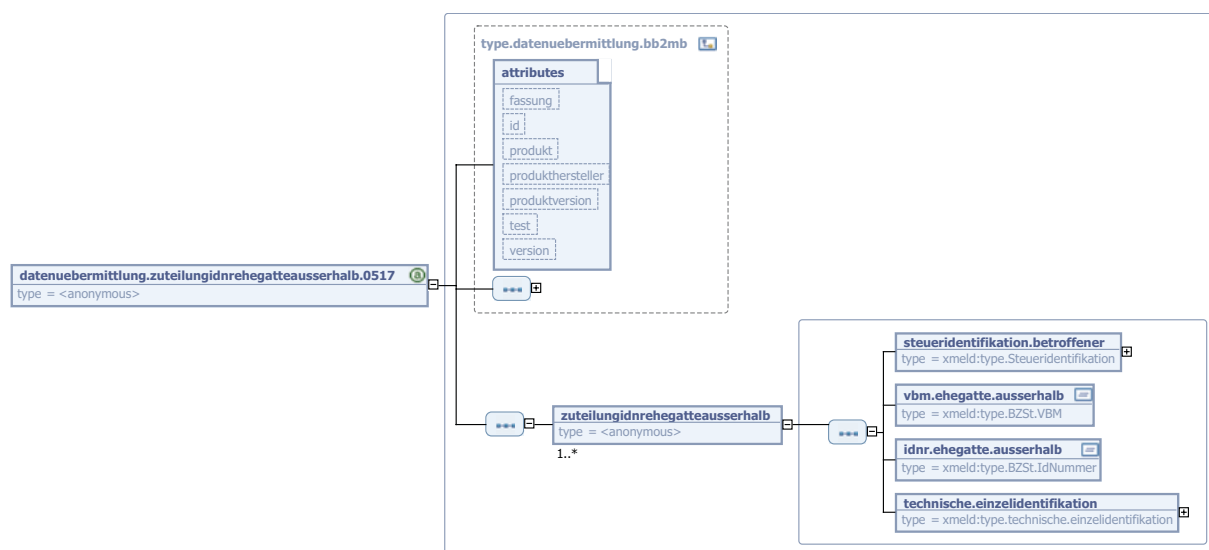 type.datenuebermittlung.bb2mb
attributes
fassung
id
produkt
produkthersteller
produktversion
test
version
datenuebermittlung.zuteilungidnrehegatteausserhalb.0517
type = <anonymous>
zuteilungidnrehegatteausserhalb
type = <anonymous>
1..*
steueridentifikation.betroffener
type = xmeld:type.Steueridentifikation
vbm.ehegatte.ausserhalb
type = xmeld:type.BZSt.VBM
idnr.ehegatte.ausserhalb
type = xmeld:type.BZSt.IdNummer
technische.einzelidentifikation
type = xmeld:type.technische.einzelidentifikation